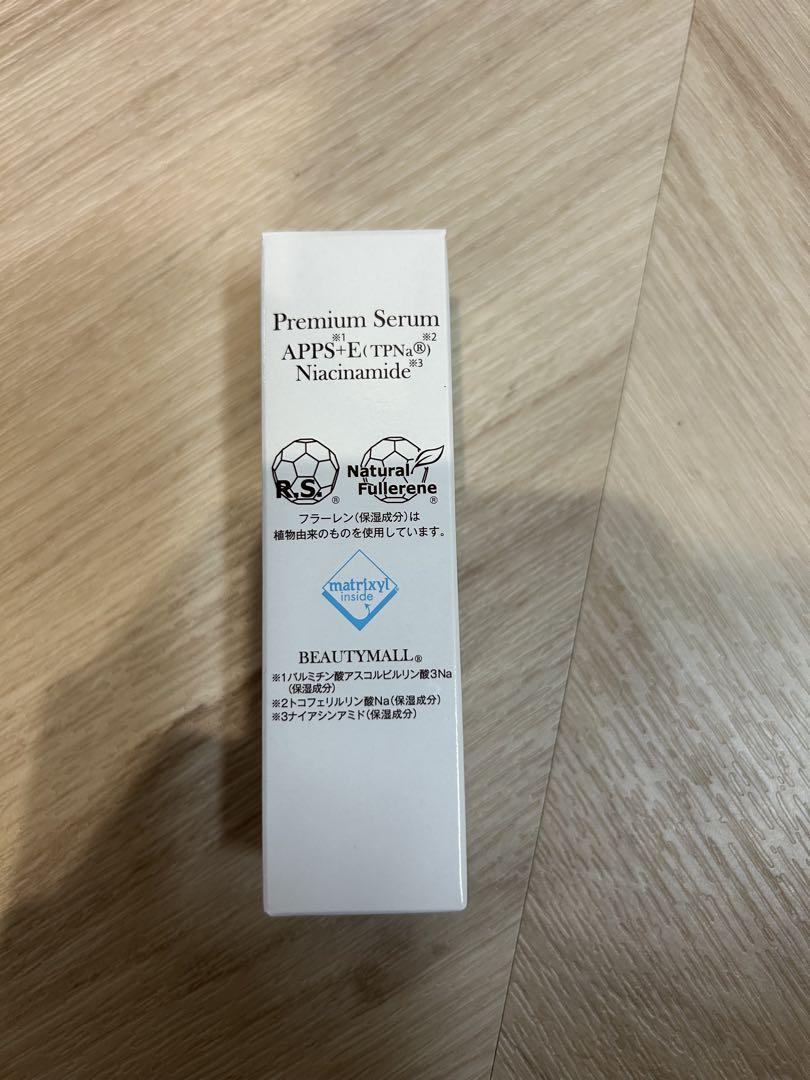 Premium Serum
APPS※1+E(TPNa®)※2
Niacinamide※3
R.S.®
Natural
Fullerene®
フラーレン(保湿成分)は
植物由来のものを使用しています。
matrixyl®
inside
BEAUTYMALL®
※1パルミチン酸アスコルビルリン酸3Na
(保湿成分)
※2トコフェリルリン酸Na(保湿成分)
※3ナイアシンアミド(保湿成分)